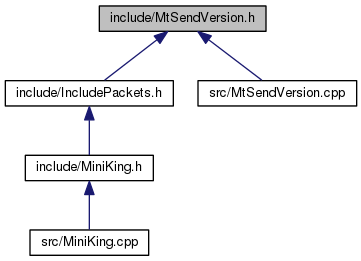 include/MtSendVersion.h
include/IncludePackets.h
src/MtSendVersion.cpp
include/MiniKing.h
src/MiniKing.cpp